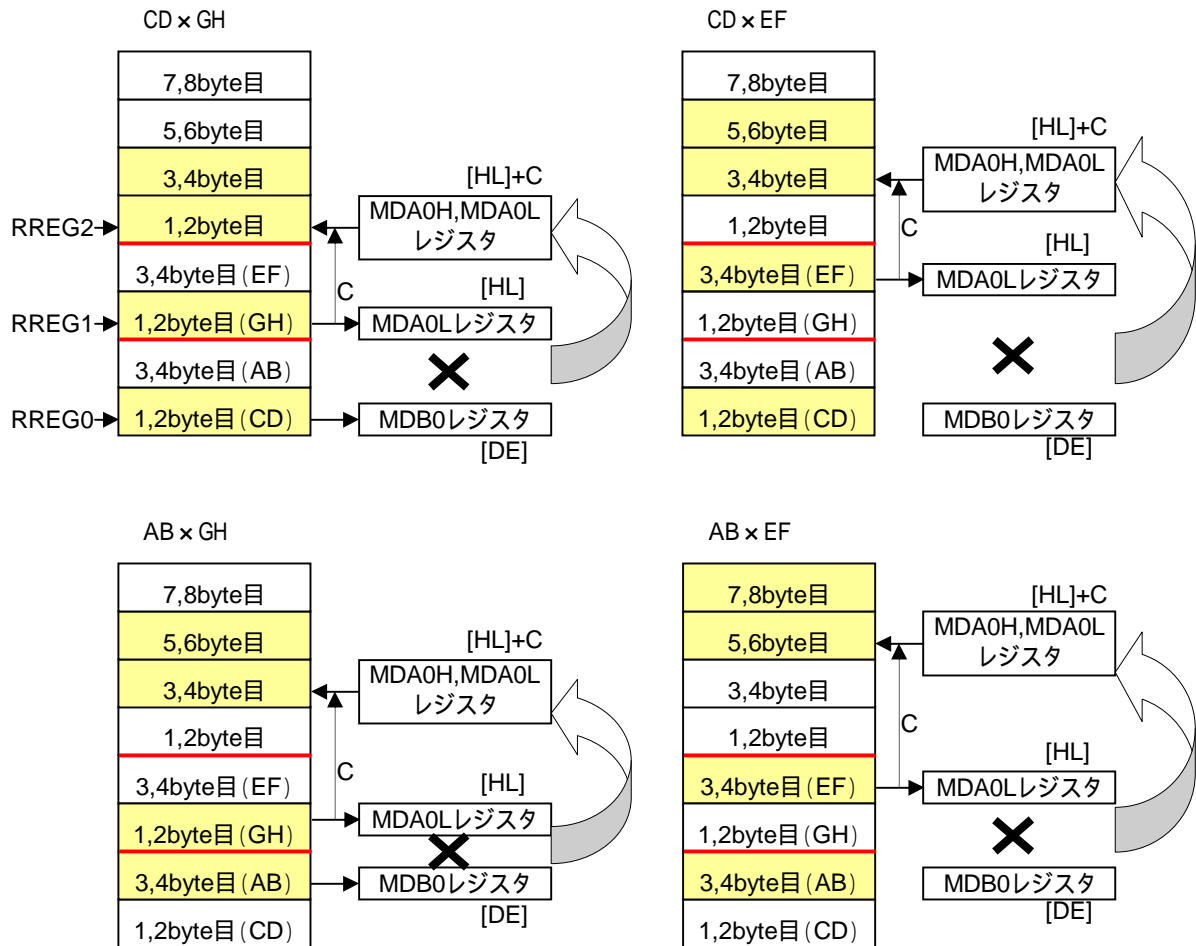 CD×GH
7,8byte目
5,6byte目
3,4byte目
1,2byte目
3,4byte目(EF)
1,2byte目(GH)
3,4byte目(AB)
1,2byte目(CD)
RREG2
RREG1
RREG0
[HL]+C
MDA0H,MDA0L
レジスタ
C
[HL]
MDA0Lレジスタ
MDB0レジスタ
[DE]
CD×EF
7,8byte目
5,6byte目
3,4byte目
1,2byte目
3,4byte目(EF)
1,2byte目(GH)
3,4byte目(AB)
1,2byte目(CD)
[HL]+C
MDA0H,MDA0L
レジスタ
C
[HL]
MDA0Lレジスタ
MDB0レジスタ
[DE]
AB×GH
7,8byte目
5,6byte目
3,4byte目
1,2byte目
3,4byte目(EF)
1,2byte目(GH)
3,4byte目(AB)
1,2byte目(CD)
[HL]+C
MDA0H,MDA0L
レジスタ
C
[HL]
MDA0Lレジスタ
MDB0レジスタ
[DE]
AB×EF
7,8byte目
5,6byte目
3,4byte目
1,2byte目
3,4byte目(EF)
1,2byte目(GH)
3,4byte目(AB)
1,2byte目(CD)
[HL]+C
MDA0H,MDA0L
レジスタ
C
[HL]
MDA0Lレジスタ
MDB0レジスタ
[DE]